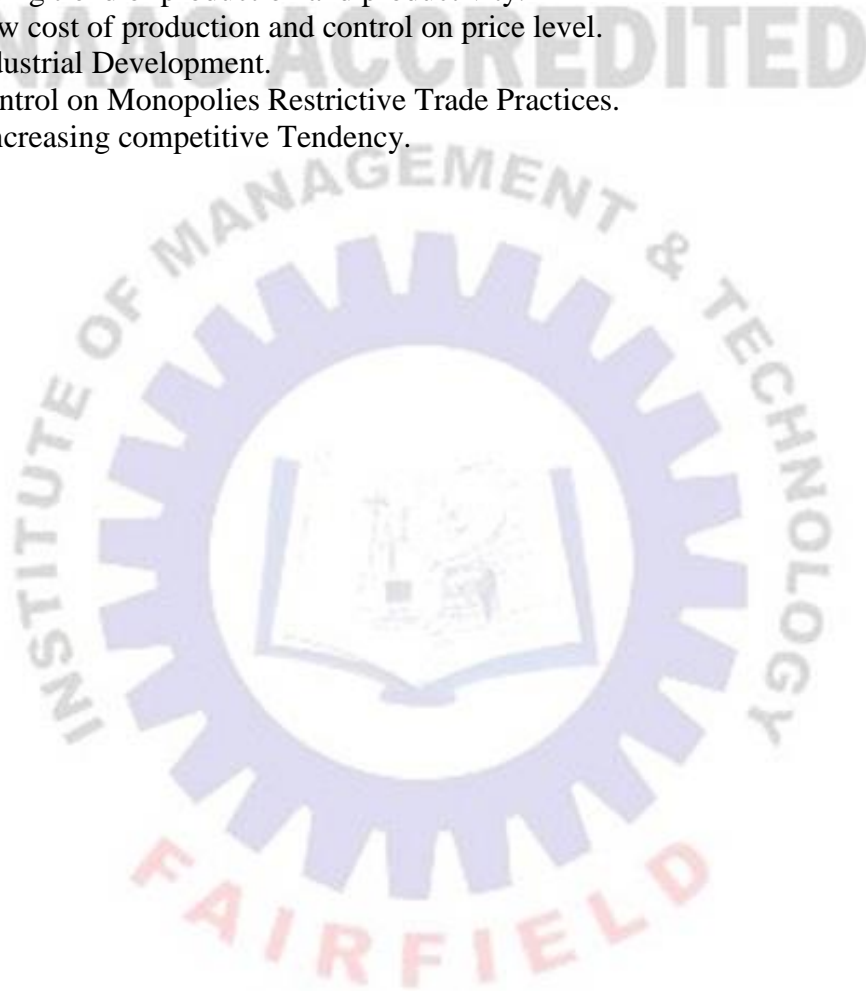 w cost of production and control on price level.
dustrial Development.
ntrol on Monopolies Restrictive Trade Practices.
ncreasing competitive Tendency.
ACCREDITED
INSTITUTE OF MANAGEMENT & TECHNOLOGY
FAIRFIELD